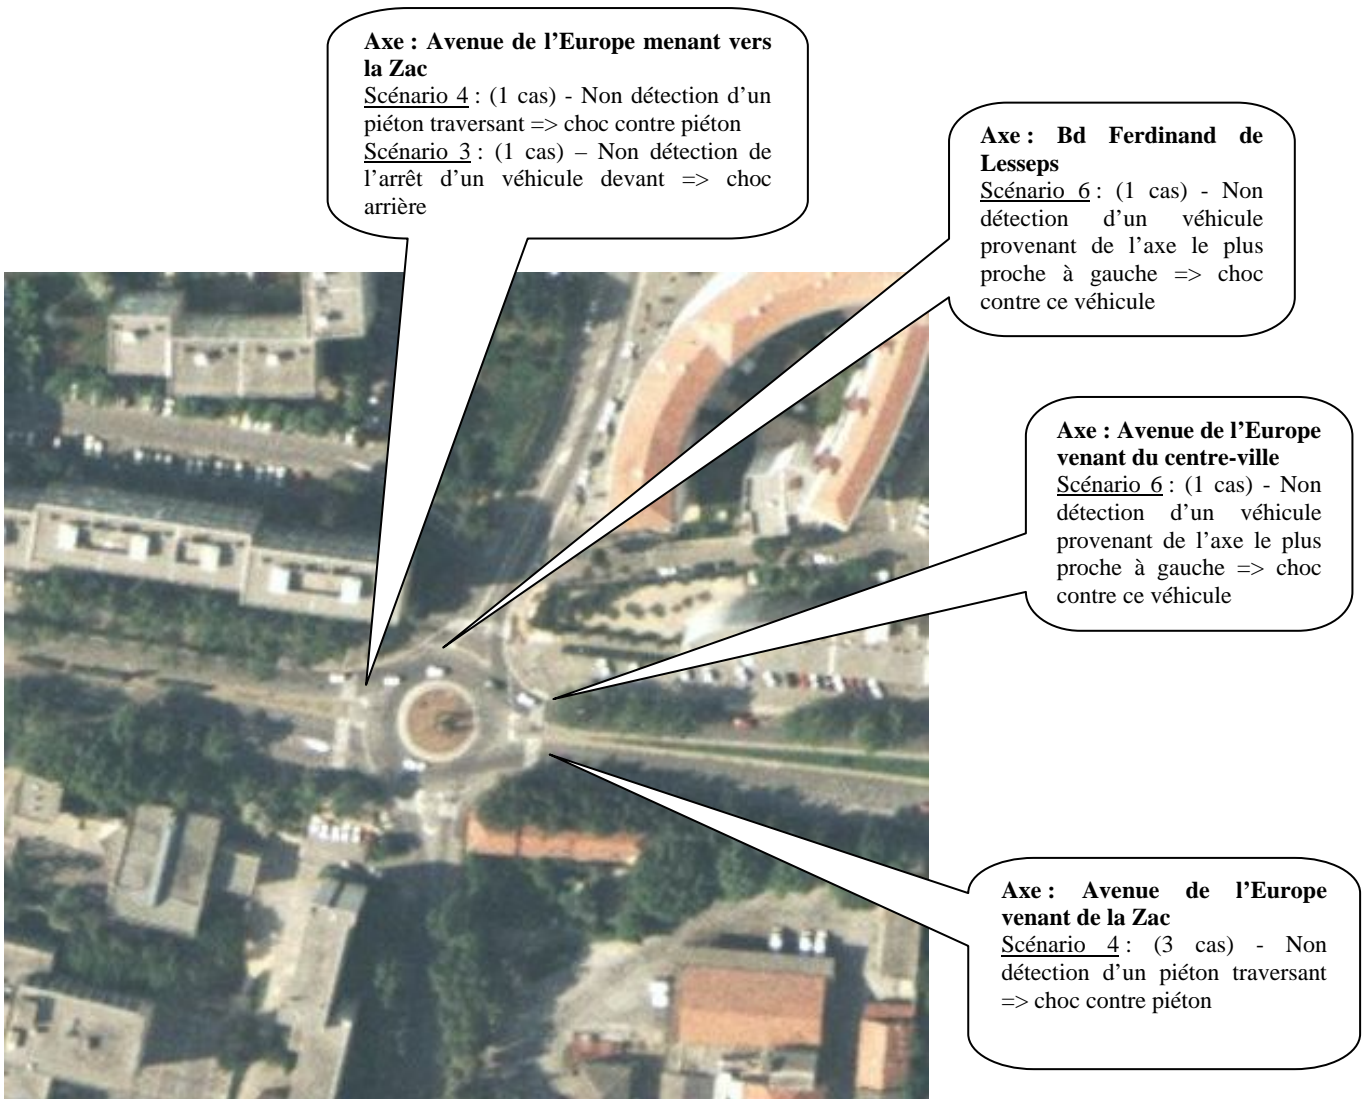 Axe : Avenue de l’Europe menant vers
la Zac
Scénario 4 : (1 cas) - Non détection d’un
piéton traversant => choc contre piéton
Scénario 3 : (1 cas) – Non détection de
l’arrêt d’un véhicule devant => choc
arrière
Axe : Bd Ferdinand de
Lesseps
Scénario 6 : (1 cas) - Non
détection d’un véhicule
provenant de l’axe le plus
proche à gauche => choc
contre ce véhicule
Axe : Avenue de l’Europe
venant du centre-ville
Scénario 6 : (1 cas) - Non
détection d’un véhicule
provenant de l’axe le plus
proche à gauche => choc
contre ce véhicule
Axe : Avenue de l’Europe
venant de la Zac
Scénario 4 : (3 cas) - Non
détection d’un piéton traversant
=> choc contre piéton